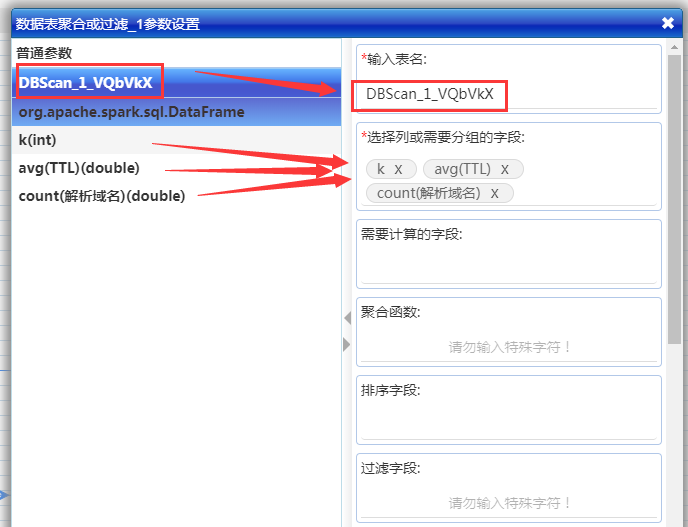 数据表聚合或过滤_1参数设置
普通参数
DBScan_1_VQbVkX
org.apache.spark.sql.DataFrame
k(int)
avg(TTL)(double)
count(解析域名)(double)
*输入表名:
DBScan_1_VQbVkX
*选择列或需要分组的字段:
k x avg(TTL) x
count(解析域名) x
需要计算的字段:
聚合函数:
请勿输入特殊字符！
排序字段:
过滤字段:
请勿输入特殊字符！